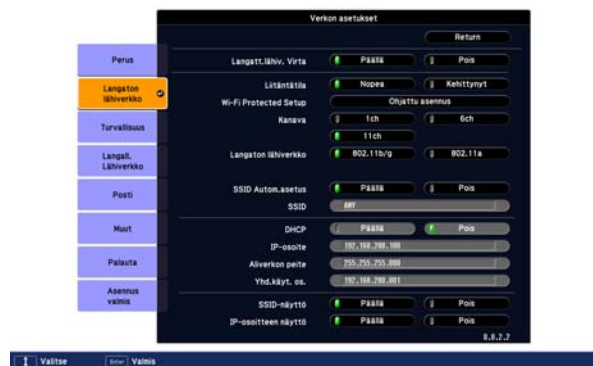 Verkon asetukset
Return
Perus
Langaton
lähiverkko
Turvallisuus
Langall.
Lähiverkko
Posti
Muut
Palauta
Asennus
valmis
Langatt.lähiv. Virta Päällä Pois
Liitäntätila Nopea Kehittynyt
Wi-Fi Protected Setup Ohjattu asennus
Kanava 1ch 6ch
11ch
Langaton lähiverkko 802.11b/g 802.11a
SSID Autom.asetus Päällä Pois
SSID ANY
DHCP Päällä Pois
IP-osoite 192.168.200.100
Aliverkon peite 255.255.255.000
Yhd.käyt. os. 192.168.200.001
SSID-näyttö Päällä Pois
IP-osoitteen näyttö Päällä Pois
0.0.2.2
Valitse Enter Valmis